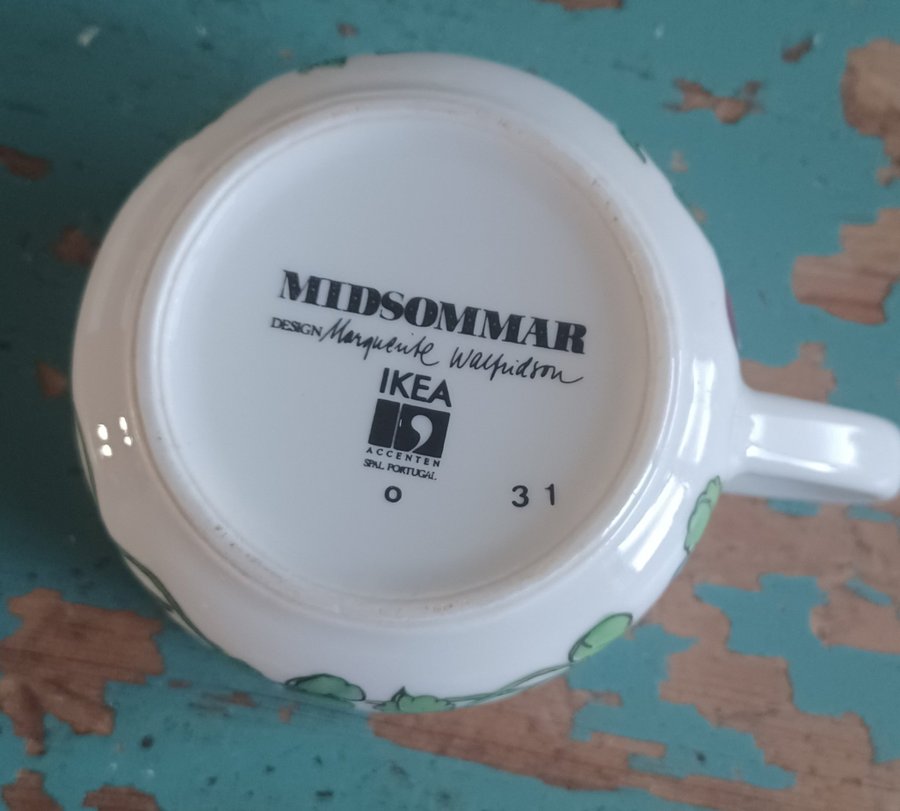 MIDSOMMAR
DESIGN Marguerite Walfridson
IKEA
ACCENTEN
SPAL PORTUGAL
O 31